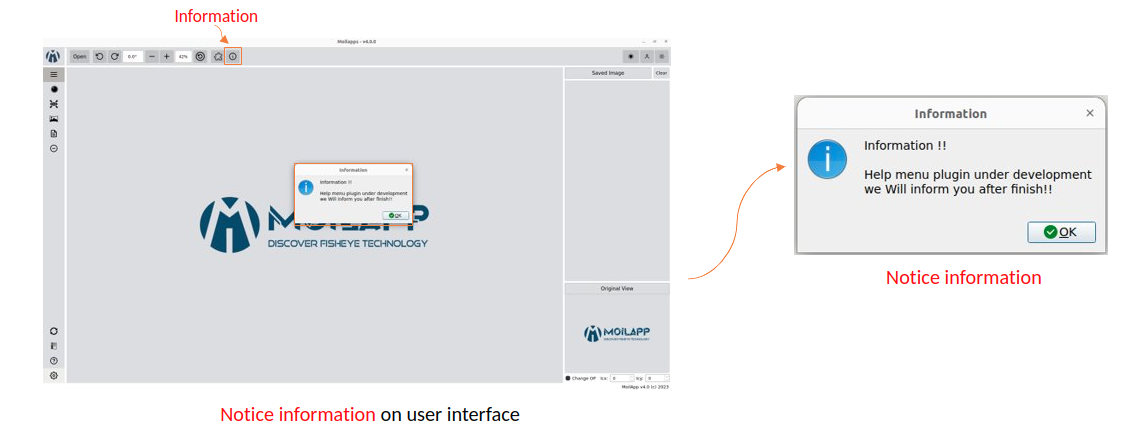 Information
Moilapps - v4.0.0
Open
0.0°
42%
Saved Image
Clear
Information
Information !!
Help menu plugin under development
we Will inform you after finish!!
OK
MOILAPP
DISCOVER FISHEYE TECHNOLOGY
Original View
MOILAPP
DISCOVER FISHEYE TECHNOLOGY
Change OP
Icx:
0
Icy
0
MoilApp v4.0 (c) 2023
Information
Information !!
Help menu plugin under development
we Will inform you after finish!!
OK
Notice information
Notice information on user interface